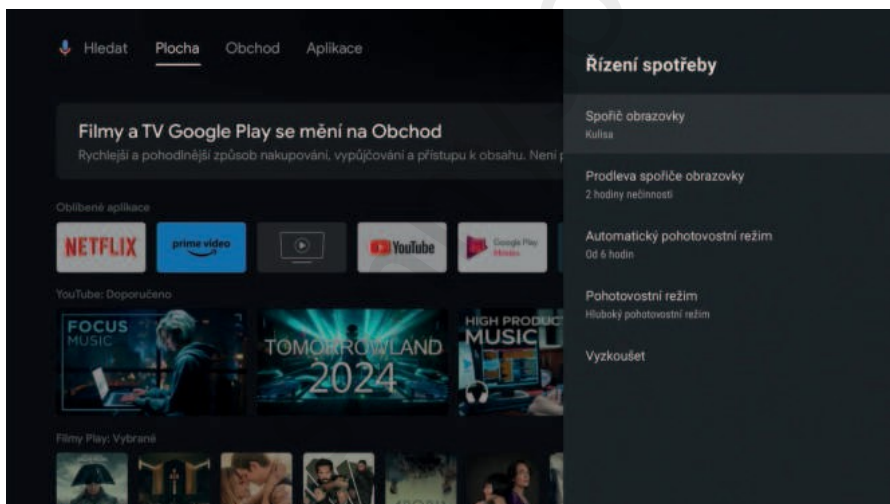 Hledat Plocha Obchod Aplikace
Filmy a TV Google Play se mění na Obchod
Rychlejší a pohodlnější způsob nakupování, vypůjčování a přístupu k obsahu. Není
Oblíbené aplikace
NETFLIX
prime video
YouTube
Google Play
Movies
YouTube: Doporučeno
FOCUS
MUSIC
TOMORROWLAND
2024
HIGH PRODUC
MUSIC
Filmy Play: Vybrané
Řízení spotřeby
Spořič obrazovky
Kulisa
Prodleva spořiče obrazovky
2 hodiny nečinnosti
Automatický pohotovostní režim
Od 6 hodin
Pohotovostní režim
Hluboký pohotovostní režim
Vyzkoušet